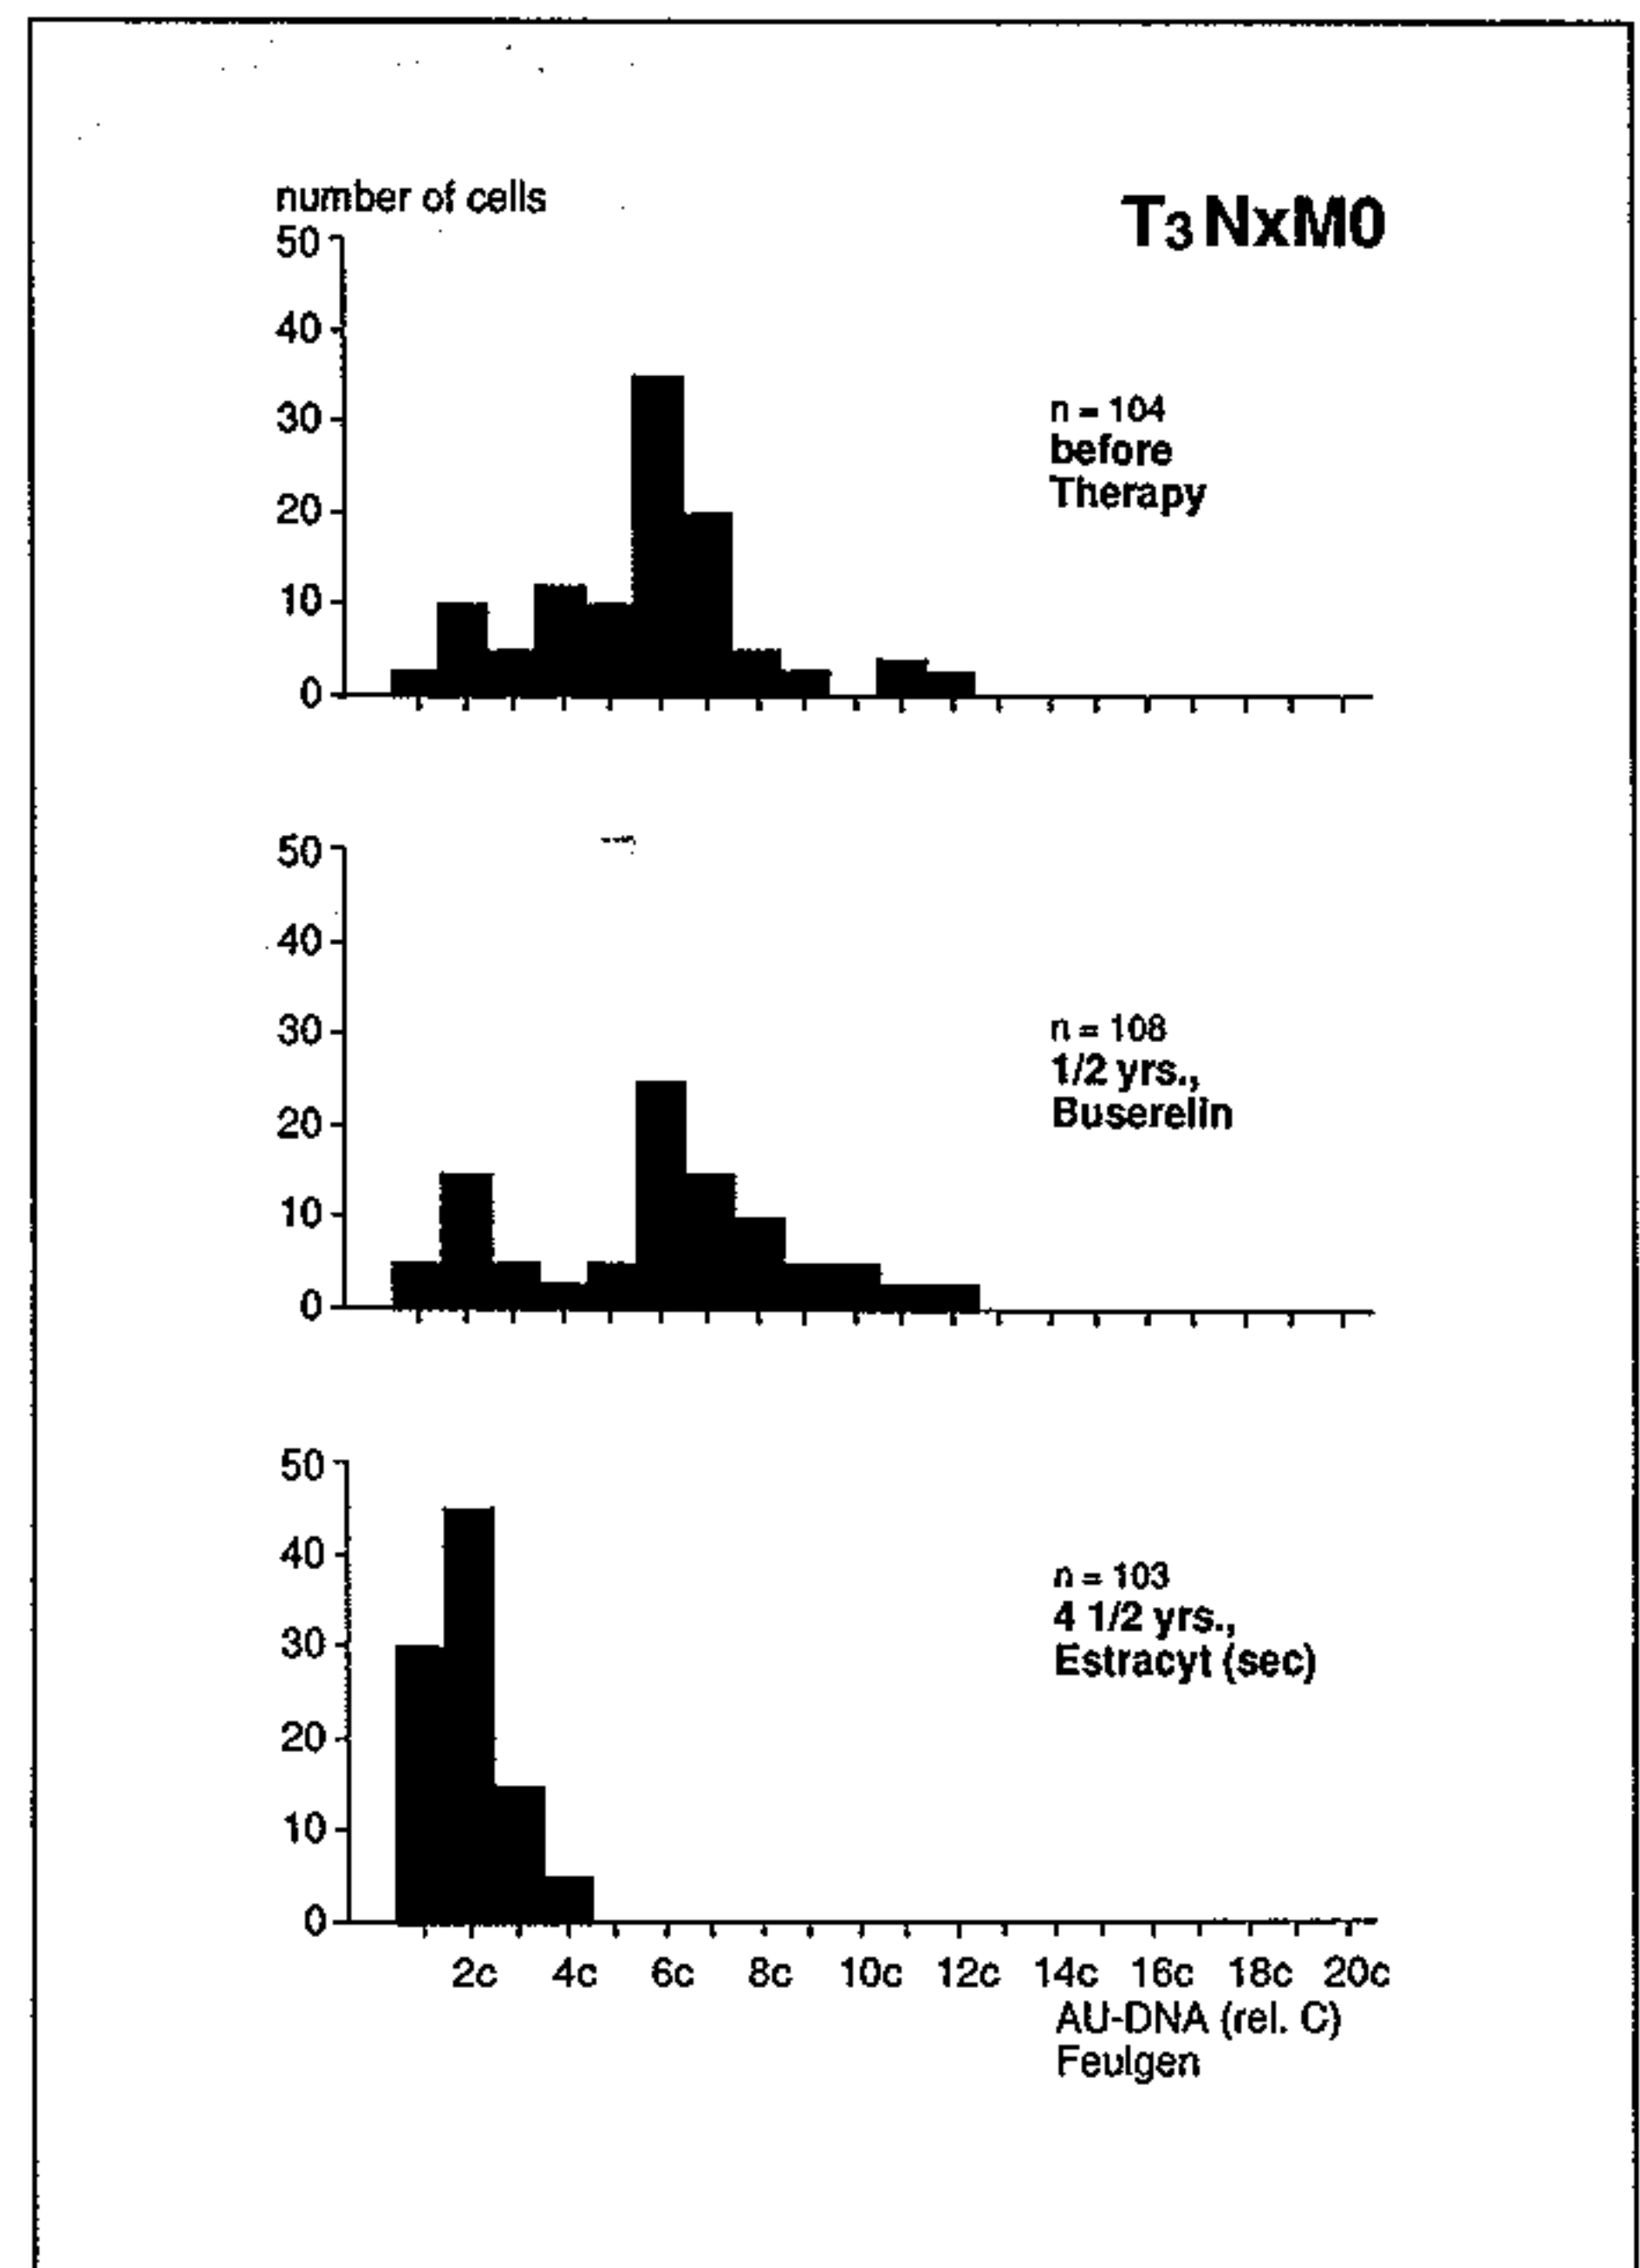 number of cells
T3 NxM0
50
40
30
20
10
0
n = 104
before
Therapy
50
40
30
20
10
0
n = 108
1/2 yrs.,
Buserelin
50
40
30
20
10
0
n = 103
4 1/2 yrs.,
Estracyt (sec)
2c 4c 6c 8c 10c 12c 14c 16c 18c 20c
AU-DNA (rel. C)
Feulgen